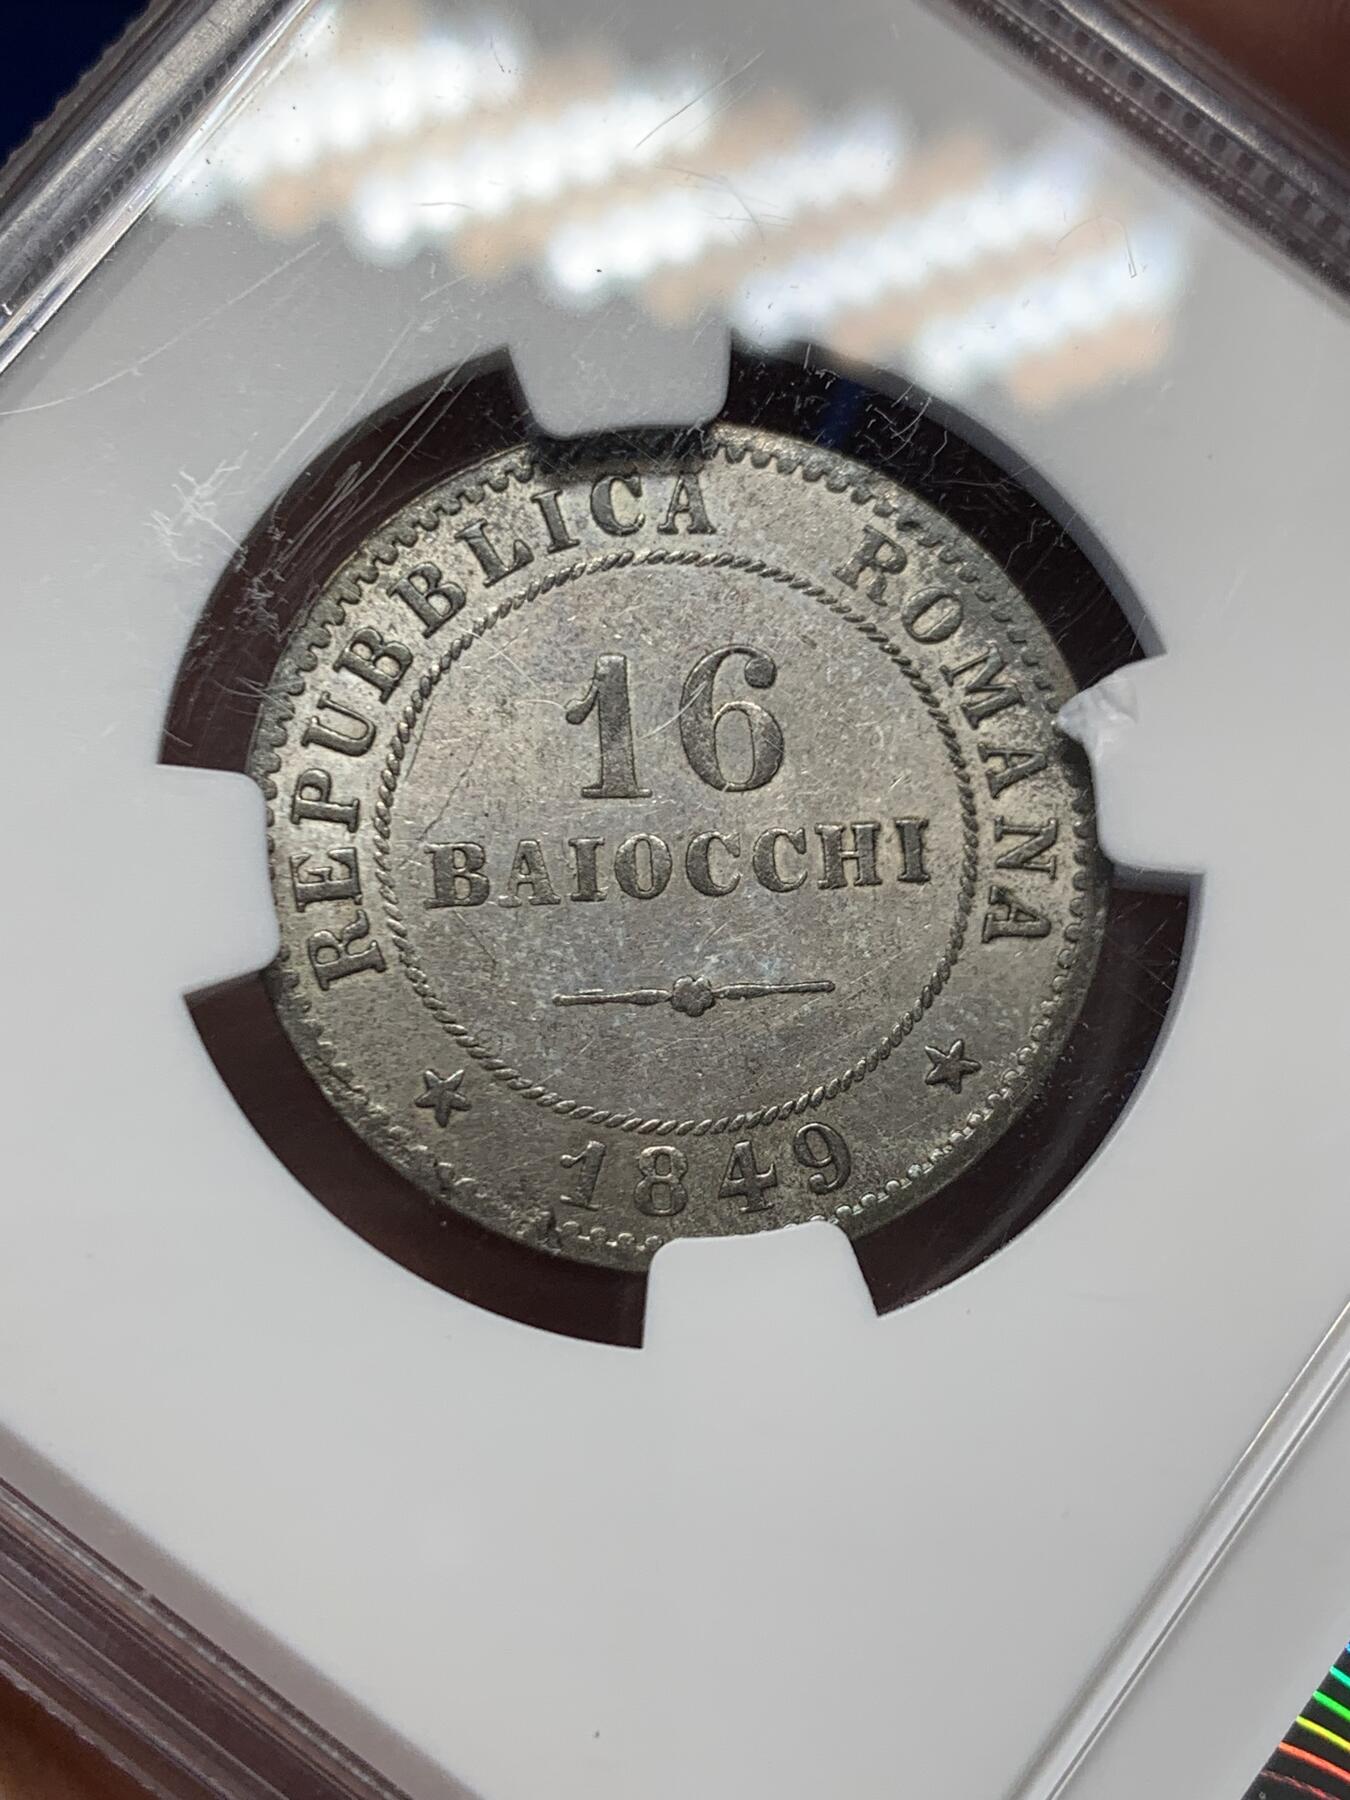 REPUBBLICA ROMANA
16
BAIOCCHI
1849